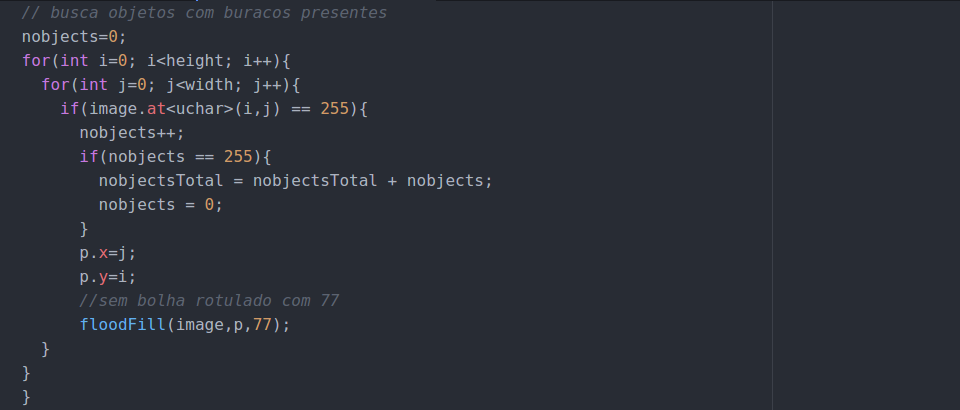 // busca objetos com buracos presentes
nobjects=0;
for(int i=0; i<height; i++){
  for(int j=0; j<width; j++){
    if(image.at<uchar>(i,j) == 255){
      nobjects++;
      if(nobjects == 255){
        nobjectsTotal = nobjectsTotal + nobjects;
        nobjects = 0;
      }
      p.x=j;
      p.y=i;
      //sem bolha rotulado com 77
      floodFill(image,p,77);
  }
}
}